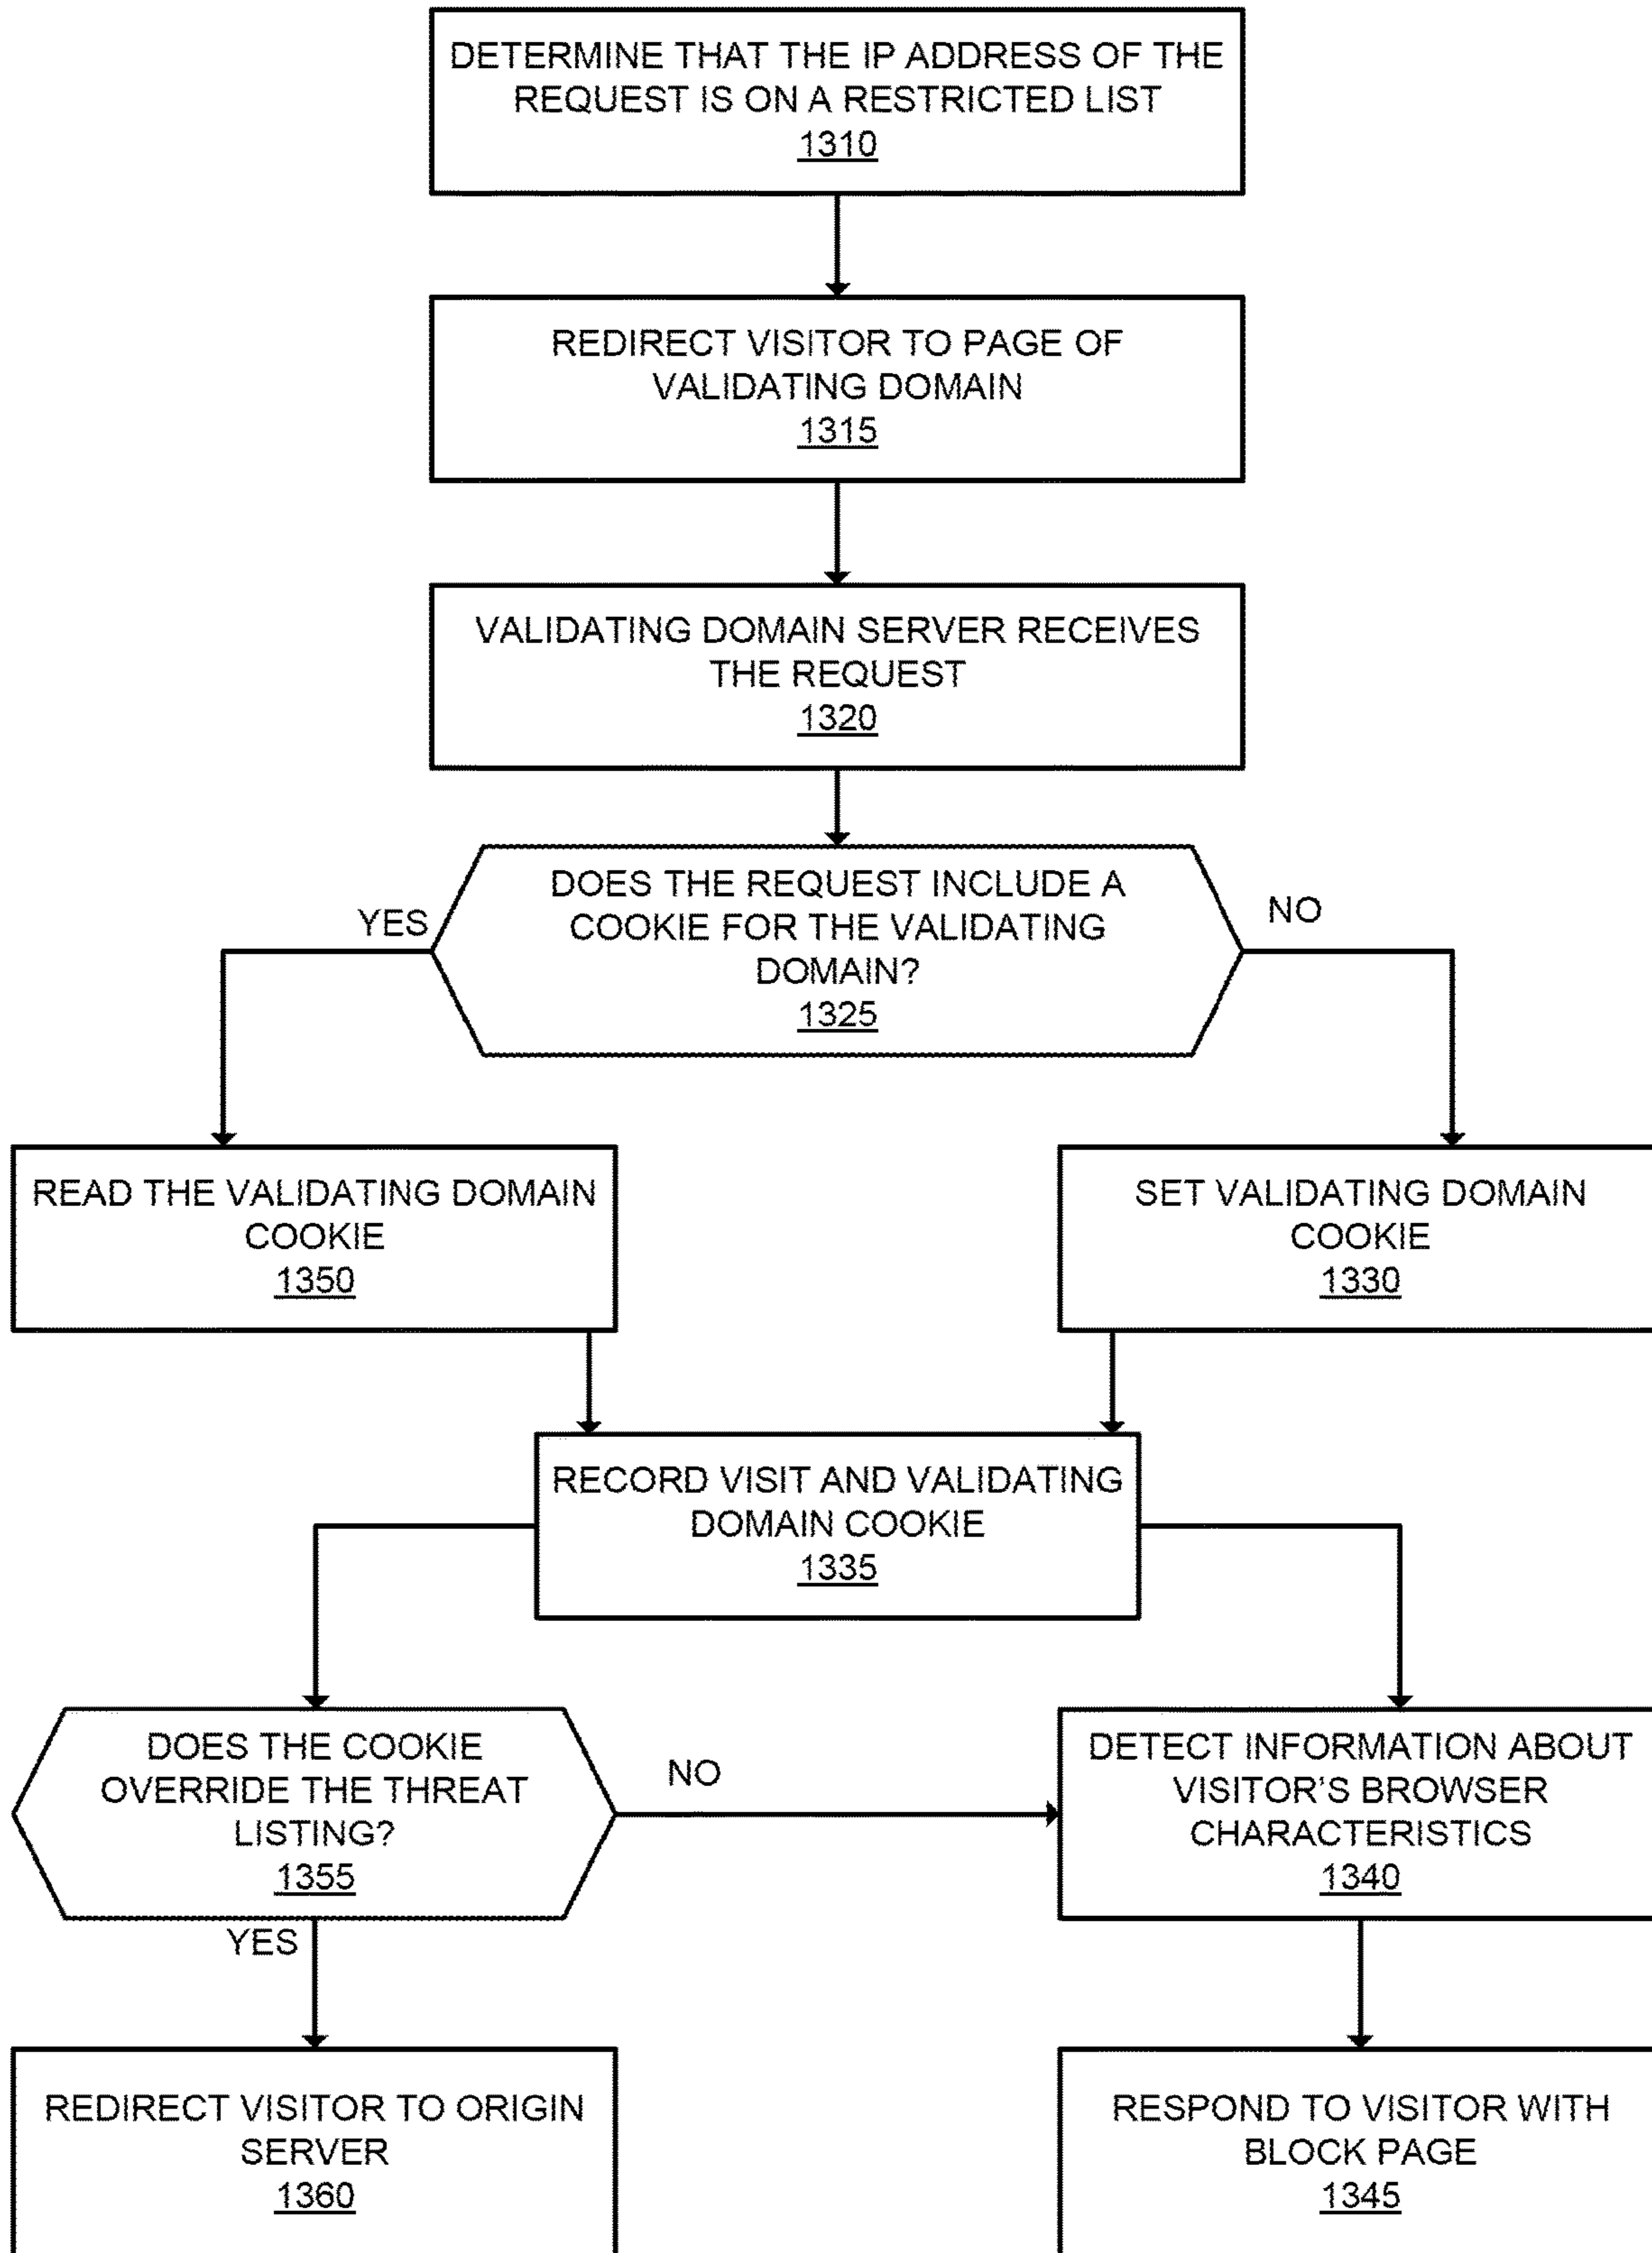 DETERMINE THAT THE IP ADDRESS OF THE
REQUEST IS ON A RESTRICTED LIST
1310
REDIRECT VISITOR TO PAGE OF
VALIDATING DOMAIN
1315
VALIDATING DOMAIN SERVER RECEIVES
THE REQUEST
1320
DOES THE REQUEST INCLUDE A
COOKIE FOR THE VALIDATING
DOMAIN?
1325
YES
NO
READ THE VALIDATING DOMAIN
COOKIE
1350
SET VALIDATING DOMAIN
COOKIE
1330
RECORD VISIT AND VALIDATING
DOMAIN COOKIE
1335
DOES THE COOKIE
OVERRIDE THE THREAT
LISTING?
1355
NO
YES
DETECT INFORMATION ABOUT
VISITOR'S BROWSER
CHARACTERISTICS
1340
REDIRECT VISITOR TO ORIGIN
SERVER
1360
RESPOND TO VISITOR WITH
BLOCK PAGE
1345